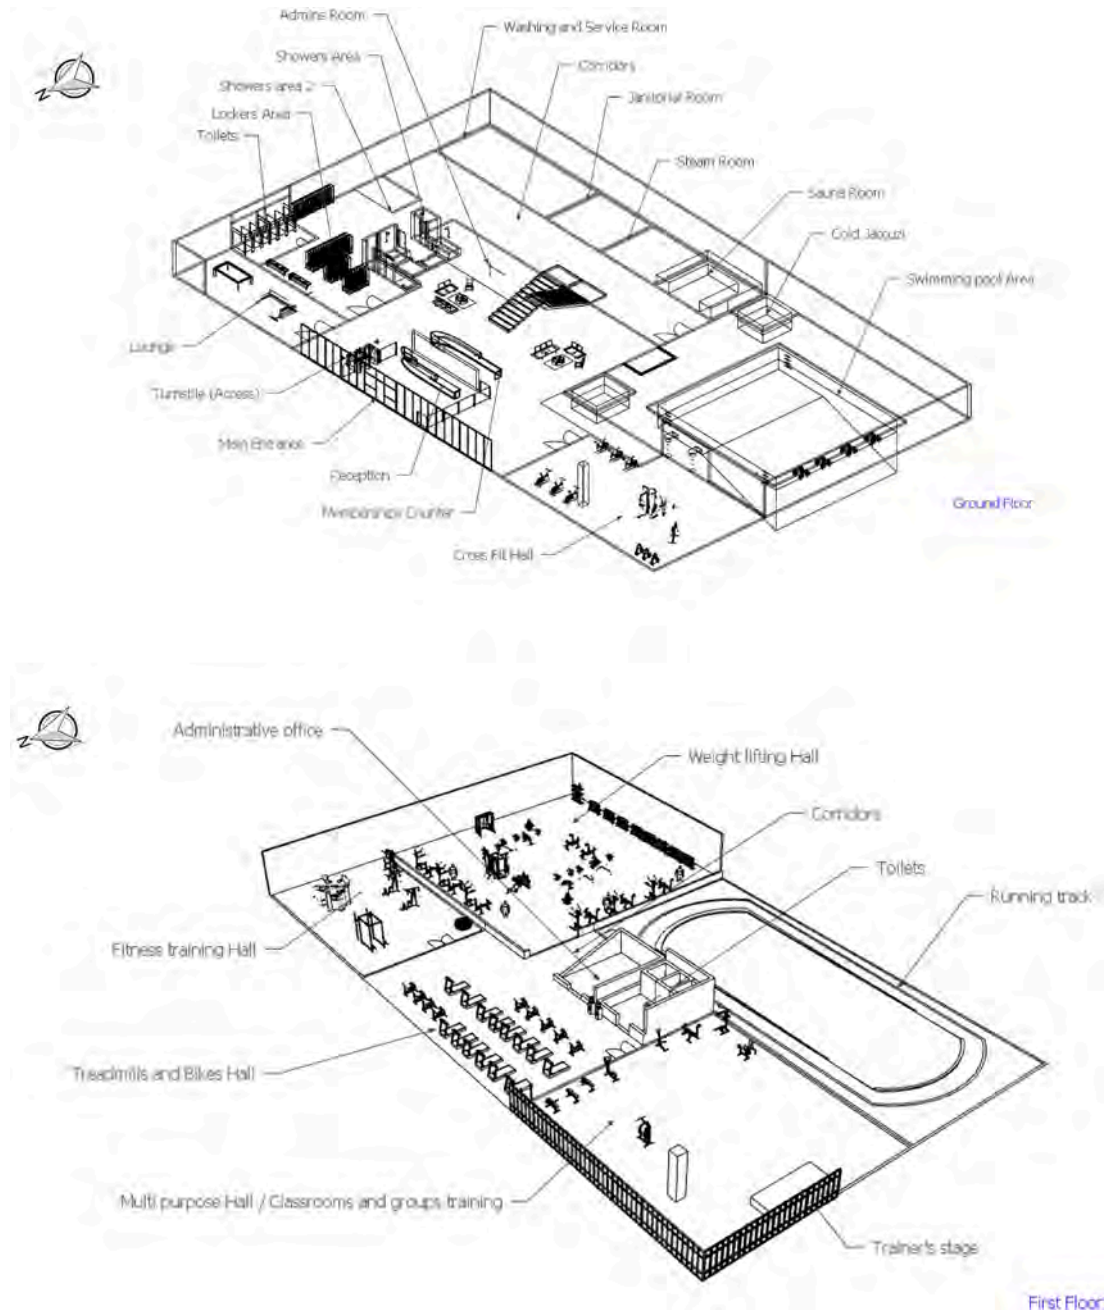 Admins Room
Washing and Service Room
Showers Area
Corridors
Showers area 2
Janitorial Room
Lockers Area
Toilets
Steam Room
Sauna Room
Cold Jacuzi
Swimming pool Area
Lounge
Turnstile (Access)
Main Entrance
Reception
Memberships Counter
Cross Fit Hall
Ground Floor
Z
Administrative office
Weight lifting Hall
Corridors
Toilets
Running track
Fitness training Hall
Treadmills and Bikes Hall
Multi purpose Hall / Classrooms and groups training
Trainer's stage
First Floor
Z